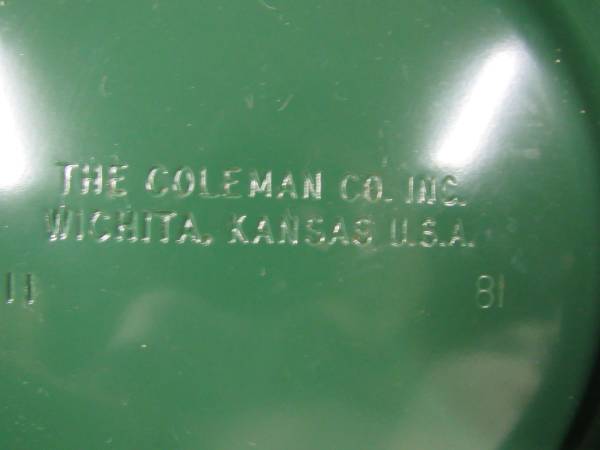 THE COLEMAN CO. INC.
WICHITA, KANSAS U.S.A.
11 81